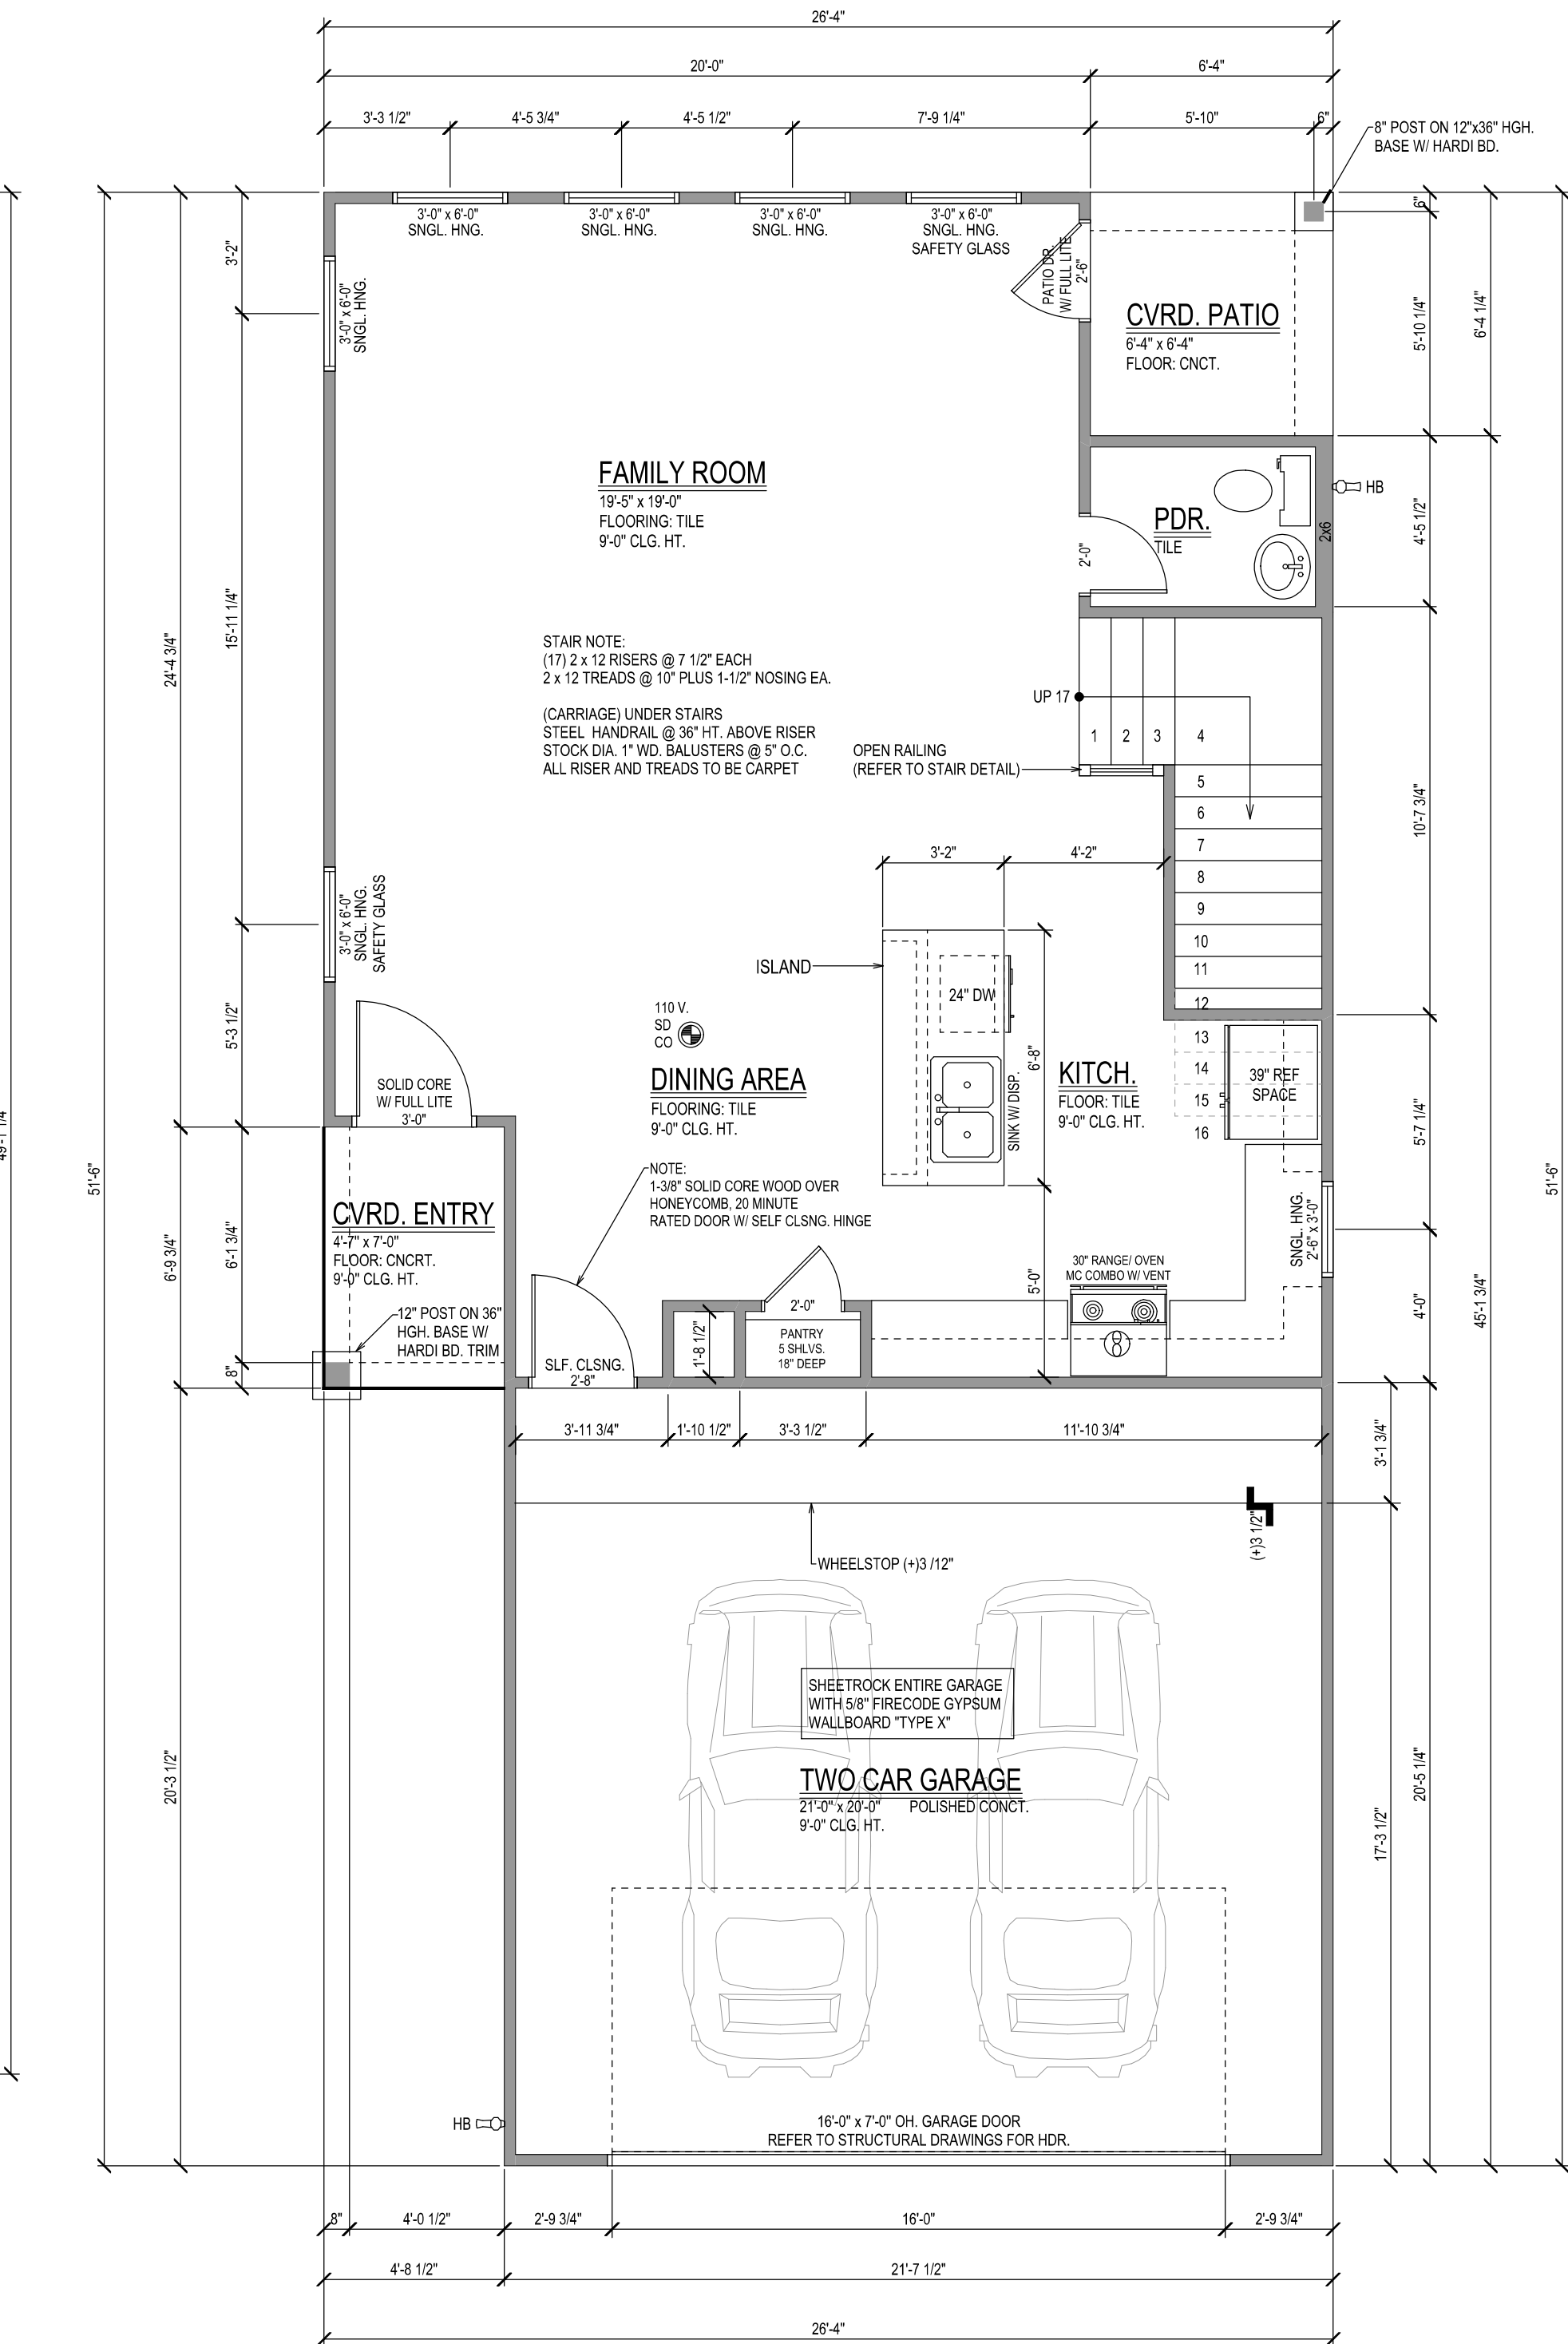 26'-4"
20'-0"
6'-4"
3'-3 1/2"
4'-5 3/4"
4'-5 1/2"
7'-9 1/4"
5'-10"
6"
8" POST ON 12"x36" HGH.
BASE W/ HARDI BD.
3'-0" x 6'-0"
SNGL. HNG.
3'-0" x 6'-0"
SNGL. HNG.
3'-0" x 6'-0"
SNGL. HNG.
3'-0" x 6'-0"
SNGL. HNG.
SAFETY GLASS
PATIO DR.
W/ FULL LITE
2'-6"
CVRD. PATIO
6'-4" x 6'-4"
FLOOR: CNCT.
6"
5'-10 1/4"
6'-4 1/4"
3'-2"
3'-0" x 6'-0"
SNGL. HNG.
FAMILY ROOM
19'-5" x 19'-0"
FLOORING: TILE
9'-0" CLG. HT.
PDR.
TILE
2'-0"
2x6
HB
4'-5 1/2"
15'-11 1/4"
24'-4 3/4"
STAIR NOTE:
(17) 2 x 12 RISERS @ 7 1/2" EACH
2 x 12 TREADS @ 10" PLUS 1-1/2" NOSING EA.
(CARRIAGE) UNDER STAIRS
STEEL HANDRAIL @ 36" HT. ABOVE RISER
STOCK DIA. 1" WD. BALUSTERS @ 5" O.C.
ALL RISER AND TREADS TO BE CARPET
UP 17
OPEN RAILING
(REFER TO STAIR DETAIL)
1
2
3
4
5
6
7
8
9
10
11
12
13
14
15
16
10'-7 3/4"
3'-2"
4'-2"
3'-0" x 6'-0"
SNGL. HNG.
SAFETY GLASS
ISLAND
24" DW
110 V.
SD
CO
5'-3 1/2"
SOLID CORE
W/ FULL LITE
3'-0"
DINING AREA
FLOORING: TILE
9'-0" CLG. HT.
SINK W/ DISP.
6'-8"
KITCH.
FLOOR: TILE
9'-0" CLG. HT.
39" REF
SPACE
5'-7 1/4"
49'-1 1/4"
51'-6"
51'-6"
NOTE:
1-3/8" SOLID CORE WOOD OVER
HONEYCOMB, 20 MINUTE
RATED DOOR W/ SELF CLSNG. HINGE
CVRD. ENTRY
4'-7" x 7'-0"
FLOOR: CNCRT.
9'-0" CLG. HT.
6'-9 3/4"
6'-1 3/4"
8"
12" POST ON 36"
HGH. BASE W/
HARDI BD. TRIM
SLF. CLSNG.
2'-8"
1'-8 1/2"
2'-0"
PANTRY
5 SHLVS.
18" DEEP
5'-0"
30" RANGE/ OVEN
MC COMBO W/ VENT
SNGL. HNG.
2'-6" x 3'-0"
4'-0"
45'-1 3/4"
3'-11 3/4"
1'-10 1/2"
3'-3 1/2"
11'-10 3/4"
3'-1 3/4"
WHEELSTOP (+)3 /12"
(+)3 1/2"
SHEETROCK ENTIRE GARAGE
WITH 5/8" FIRECODE GYPSUM
WALLBOARD "TYPE X"
TWO CAR GARAGE
21'-0" x 20'-0" POLISHED CONCT.
9'-0" CLG. HT.
20'-3 1/2"
17'-3 1/2"
20'-5 1/4"
HB
16'-0" x 7'-0" OH. GARAGE DOOR
REFER TO STRUCTURAL DRAWINGS FOR HDR.
8"
4'-0 1/2"
2'-9 3/4"
16'-0"
2'-9 3/4"
4'-8 1/2"
21'-7 1/2"
26'-4"